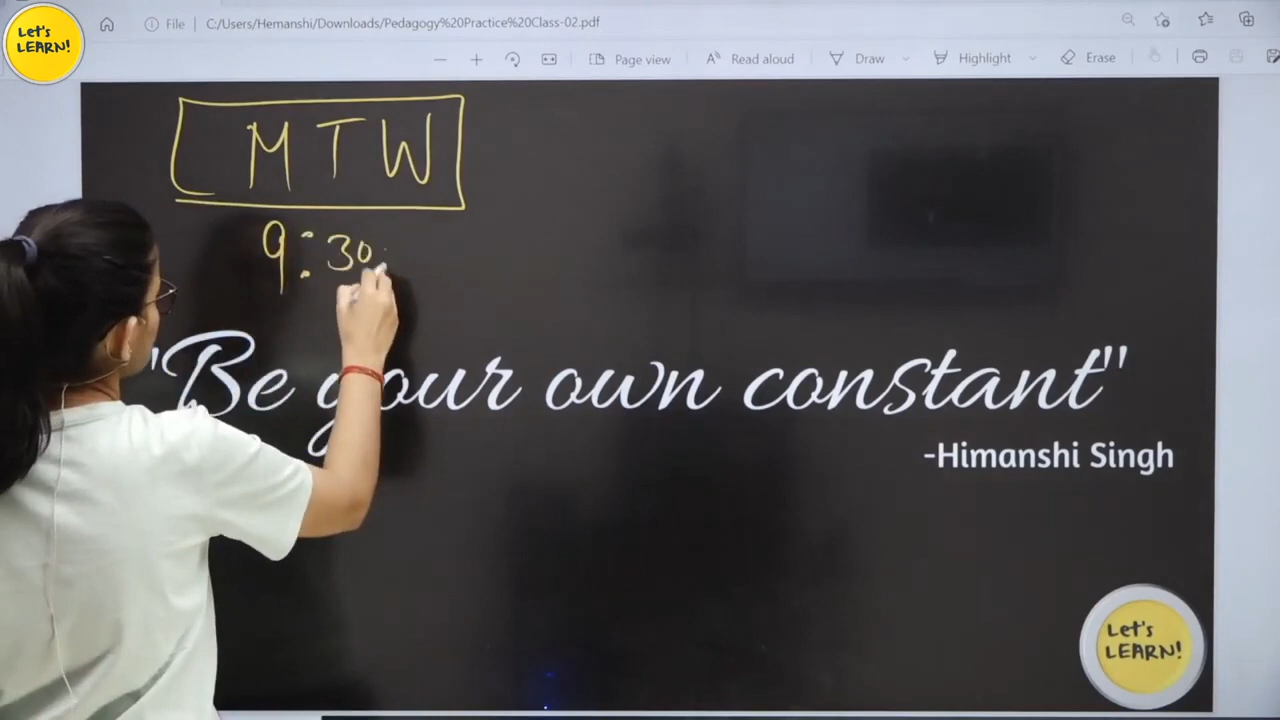 Let's
LEARN!
File | C:/Users/Hemanshi/Downloads/Pedagogy%20Practice%20Class-02.pdf
Page view Read aloud Draw Highlight Erase
M T W
9:30
"Be your own constant"
-Himanshi Singh
Let's
LEARN!